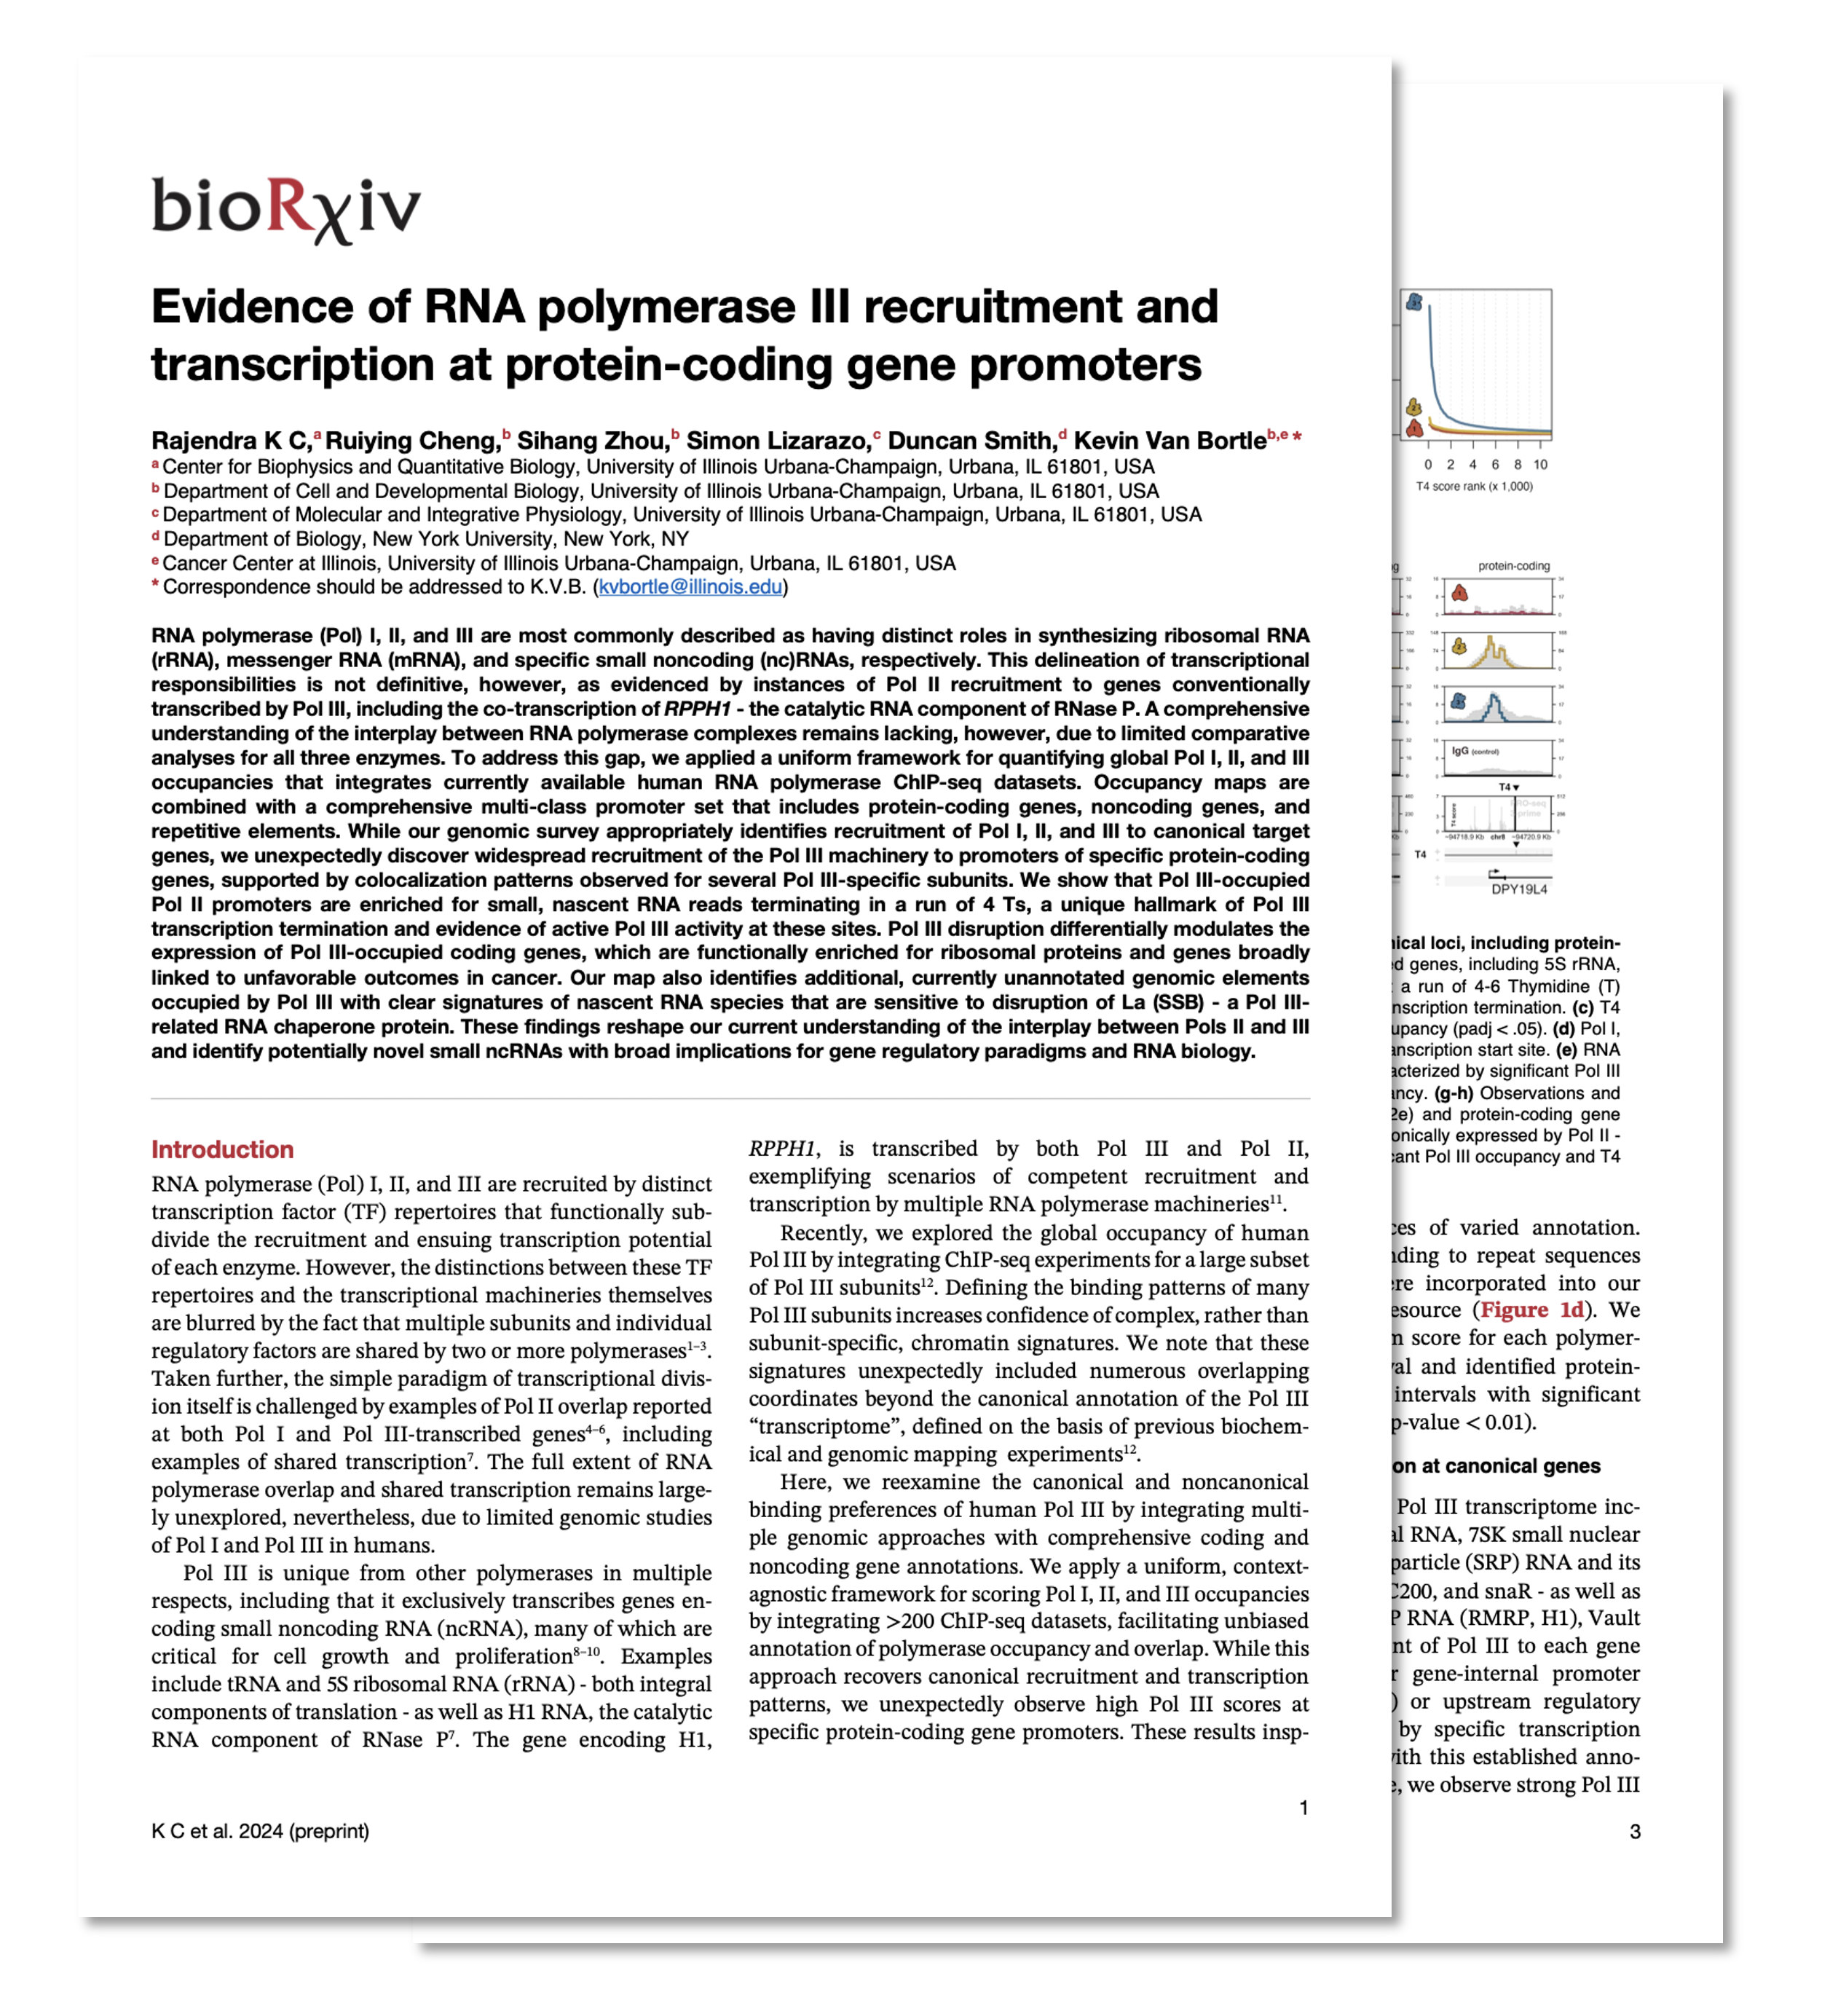 bioRχiv
Evidence of RNA polymerase III recruitment and
transcription at protein-coding gene promoters
Rajendra K C,a Ruiying Cheng,b Sihang Zhou,b Simon Lizarazo,c Duncan Smith,d Kevin Van Bortleb,e *
a Center for Biophysics and Quantitative Biology, University of Illinois Urbana-Champaign, Urbana, IL 61801, USA
b Department of Cell and Developmental Biology, University of Illinois Urbana-Champaign, Urbana, IL 61801, USA
c Department of Molecular and Integrative Physiology, University of Illinois Urbana-Champaign, Urbana, IL 61801, USA
d Department of Biology, New York University, New York, NY
e Cancer Center at Illinois, University of Illinois Urbana-Champaign, Urbana, IL 61801, USA
* Correspondence should be addressed to K.V.B. (kvbortle@illinois.edu)
RNA polymerase (Pol) I, II, and III are most commonly described as having distinct roles in synthesizing ribosomal RNA
(rRNA), messenger RNA (mRNA), and specific small noncoding (nc)RNAs, respectively. This delineation of transcriptional
responsibilities is not definitive, however, as evidenced by instances of Pol II recruitment to genes conventionally
transcribed by Pol III, including the co-transcription of RPPH1 - the catalytic RNA component of RNase P. A comprehensive
understanding of the interplay between RNA polymerase complexes remains lacking, however, due to limited comparative
analyses for all three enzymes. To address this gap, we applied a uniform framework for quantifying global Pol I, II, and III
occupancies that integrates currently available human RNA polymerase ChIP-seq datasets. Occupancy maps are
combined with a comprehensive multi-class promoter set that includes protein-coding genes, noncoding genes, and
repetitive elements. While our genomic survey appropriately identifies recruitment of Pol I, II, and III to canonical target
genes, we unexpectedly discover widespread recruitment of the Pol III machinery to promoters of specific protein-coding
genes, supported by colocalization patterns observed for several Pol III-specific subunits. We show that Pol III-occupied
Pol II promoters are enriched for small, nascent RNA reads terminating in a run of 4 Ts, a unique hallmark of Pol III
transcription termination and evidence of active Pol III activity at these sites. Pol III disruption differentially modulates the
expression of Pol III-occupied coding genes, which are functionally enriched for ribosomal proteins and genes broadly
linked to unfavorable outcomes in cancer. Our map also identifies additional, currently unannotated genomic elements
occupied by Pol III with clear signatures of nascent RNA species that are sensitive to disruption of La (SSB) - a Pol III-
related RNA chaperone protein. These findings reshape our current understanding of the interplay between Pols II and III
and identify potentially novel small ncRNAs with broad implications for gene regulatory paradigms and RNA biology.
Introduction
RNA polymerase (Pol) I, II, and III are recruited by distinct
transcription factor (TF) repertoires that functionally sub-
divide the recruitment and ensuing transcription potential
of each enzyme. However, the distinctions between these TF
repertoires and the transcriptional machineries themselves
are blurred by the fact that multiple subunits and individual
regulatory factors are shared by two or more polymerases1–3.
Taken further, the simple paradigm of transcriptional divis-
ion itself is challenged by examples of Pol II overlap reported
at both Pol I and Pol III-transcribed genes4–6, including
examples of shared transcription7. The full extent of RNA
polymerase overlap and shared transcription remains large-
ly unexplored, nevertheless, due to limited genomic studies
of Pol I and Pol III in humans.
Pol III is unique from other polymerases in multiple
respects, including that it exclusively transcribes genes en-
coding small noncoding RNA (ncRNA), many of which are
critical for cell growth and proliferation8–10. Examples
include tRNA and 5S ribosomal RNA (rRNA) - both integral
components of translation - as well as H1 RNA, the catalytic
RNA component of RNase P7. The gene encoding H1,
RPPH1, is transcribed by both Pol III and Pol II,
exemplifying scenarios of competent recruitment and
transcription by multiple RNA polymerase machineries11.
Recently, we explored the global occupancy of human
Pol III by integrating ChIP-seq experiments for a large subset
of Pol III subunits12. Defining the binding patterns of many
Pol III subunits increases confidence of complex, rather than
subunit-specific, chromatin signatures. We note that these
signatures unexpectedly included numerous overlapping
coordinates beyond the canonical annotation of the Pol III
“transcriptome”, defined on the basis of previous biochem-
ical and genomic mapping experiments12.
Here, we reexamine the canonical and noncanonical
binding preferences of human Pol III by integrating multi-
ple genomic approaches with comprehensive coding and
noncoding gene annotations. We apply a uniform, context-
agnostic framework for scoring Pol I, II, and III occupancies
by integrating >200 ChIP-seq datasets, facilitating unbiased
annotation of polymerase occupancy and overlap. While this
approach recovers canonical recruitment and transcription
patterns, we unexpectedly observe high Pol III scores at
specific protein-coding gene promoters. These results insp-
1
K C et al. 2024 (preprint)
0 2 4 6 8 10
T4 score rank (x 1,000)
protein-coding
IgG (control)
T4
chr8
T4
DPY19L4
ical loci, including protein-
d genes, including 5S rRNA,
a run of 4-6 Thymidine (T)
nscription termination. (c) T4
upancy (padj < .05). (d) Pol I,
anscription start site. (e) RNA
acterized by significant Pol III
ancy. (g-h) Observations and
2e) and protein-coding gene
onically expressed by Pol II -
cant Pol III occupancy and T4
ces of varied annotation.
nding to repeat sequences
ere incorporated into our
esource (Figure 1d). We
n score for each polymer-
val and identified protein-
intervals with significant
p-value < 0.01).
on at canonical genes
Pol III transcriptome inc-
al RNA, 7SK small nuclear
particle (SRP) RNA and its
C200, and snaR - as well as
P RNA (RMRP, H1), Vault
nt of Pol III to each gene
r gene-internal promoter
) or upstream regulatory
by specific transcription
with this established anno-
e, we observe strong Pol III
3